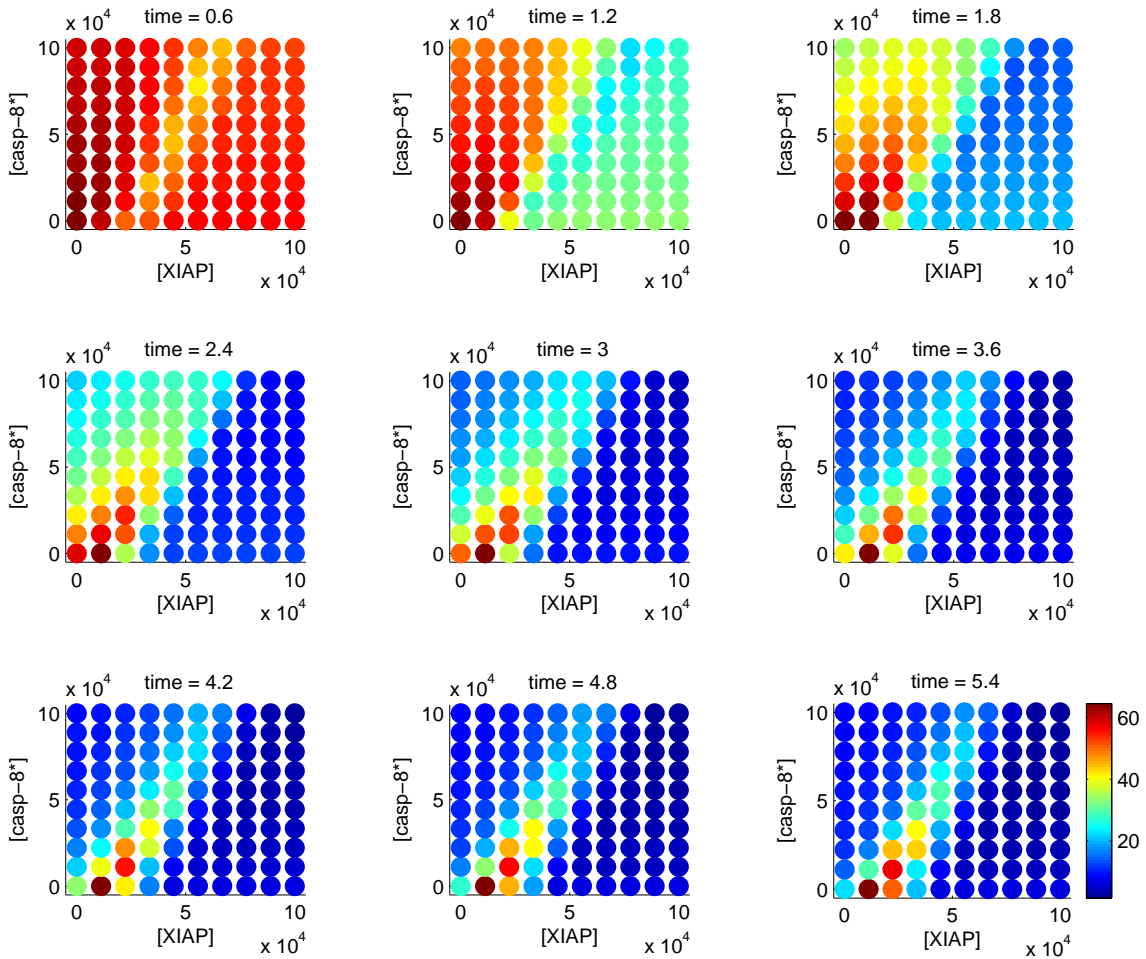 x 10^4 time = 0.6
10
5
0
[casp−8*]
0 5 10
[XIAP] x 10^4
x 10^4 time = 1.2
10
5
0
[casp−8*]
0 5 10
[XIAP] x 10^4
x 10^4 time = 1.8
10
5
0
[casp−8*]
0 5 10
[XIAP] x 10^4
x 10^4 time = 2.4
10
5
0
[casp−8*]
0 5 10
[XIAP] x 10^4
x 10^4 time = 3
10
5
0
[casp−8*]
0 5 10
[XIAP] x 10^4
x 10^4 time = 3.6
10
5
0
[casp−8*]
0 5 10
[XIAP] x 10^4
x 10^4 time = 4.2
10
5
0
[casp−8*]
0 5 10
[XIAP] x 10^4
x 10^4 time = 4.8
10
5
0
[casp−8*]
0 5 10
[XIAP] x 10^4
x 10^4 time = 5.4
10
5
0
[casp−8*]
0 5 10
[XIAP] x 10^4
60
40
20